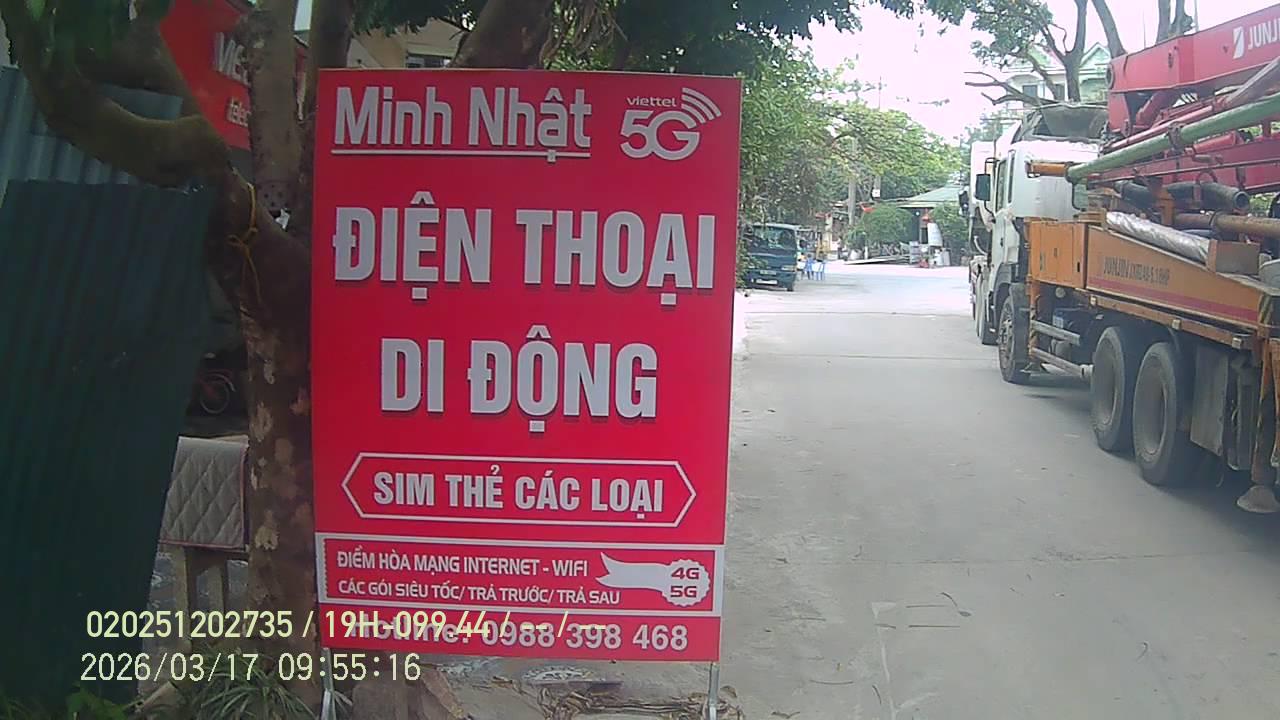 Minh Nhật
viettel
5G
ĐIỆN THOẠI
DI ĐỘNG
SIM THẺ CÁC LOẠI
ĐIỂM HÒA MẠNG INTERNET - WIFI
CÁC GÓI SIÊU TỐC/ TRẢ TRƯỚC/ TRẢ SAU
4G
5G
hotline: 0988 398 468
020251202735 / 19H-099.44 / -- / --
2026/03/17 09:55:16
JUNJIN